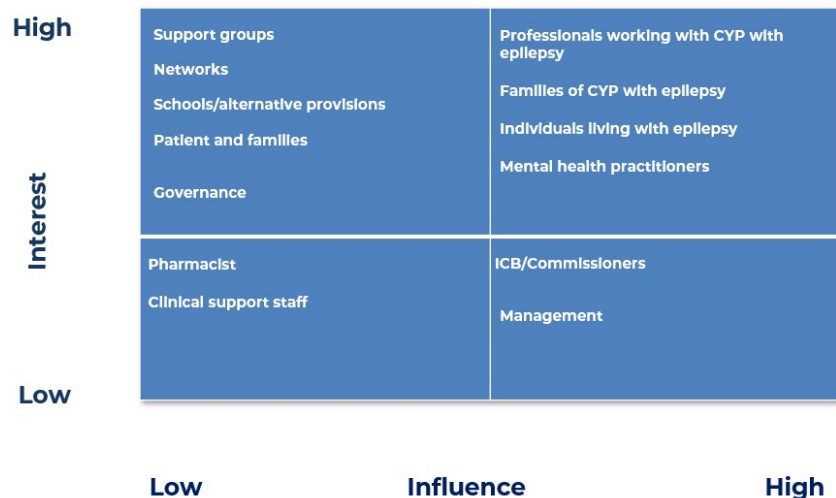 High
Support groups
Networks
Schools/alternative provisions
Patient and families
Governance
Professionals working with CYP with
epilepsy
Families of CYP with epilepsy
Individuals living with epilepsy
Mental health practitioners
Interest
Pharmacist
Clinical support staff
ICB/Commissioners
Management
Low
Low
Influence
High